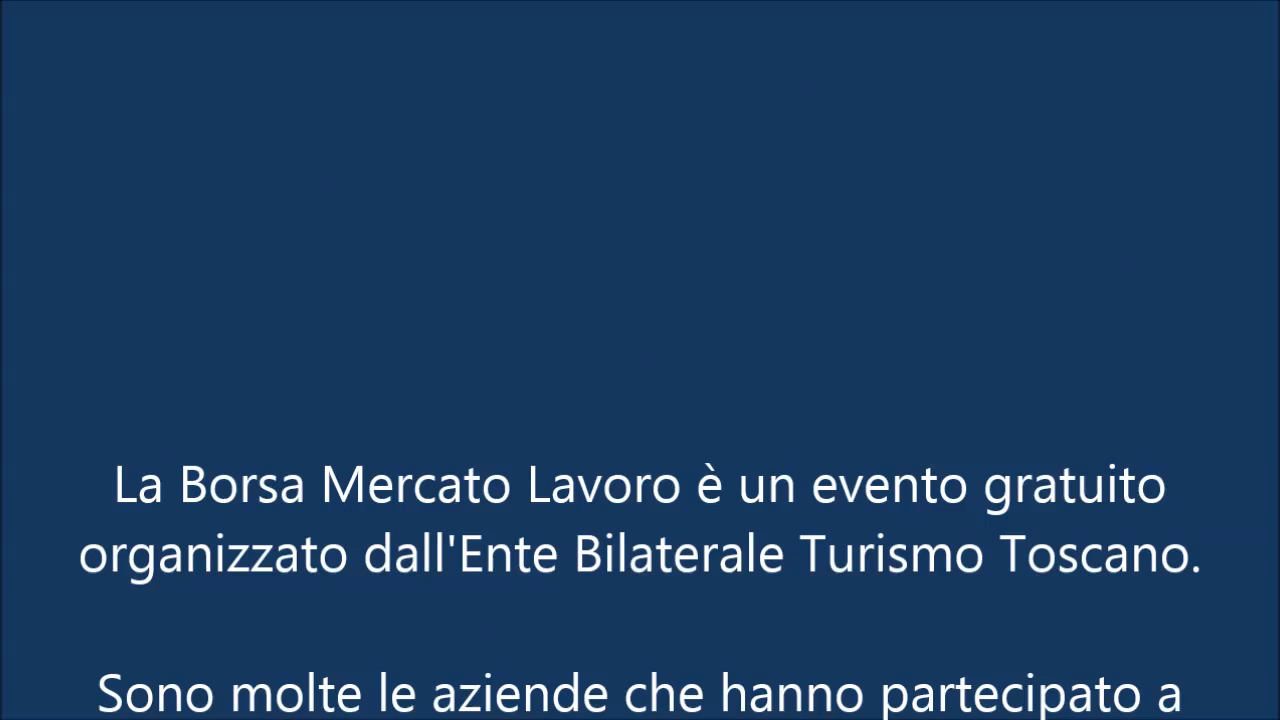 La Borsa Mercato Lavoro è un evento gratuito
organizzato dall'Ente Bilaterale Turismo Toscano.
Sono molte le aziende che hanno partecipato a